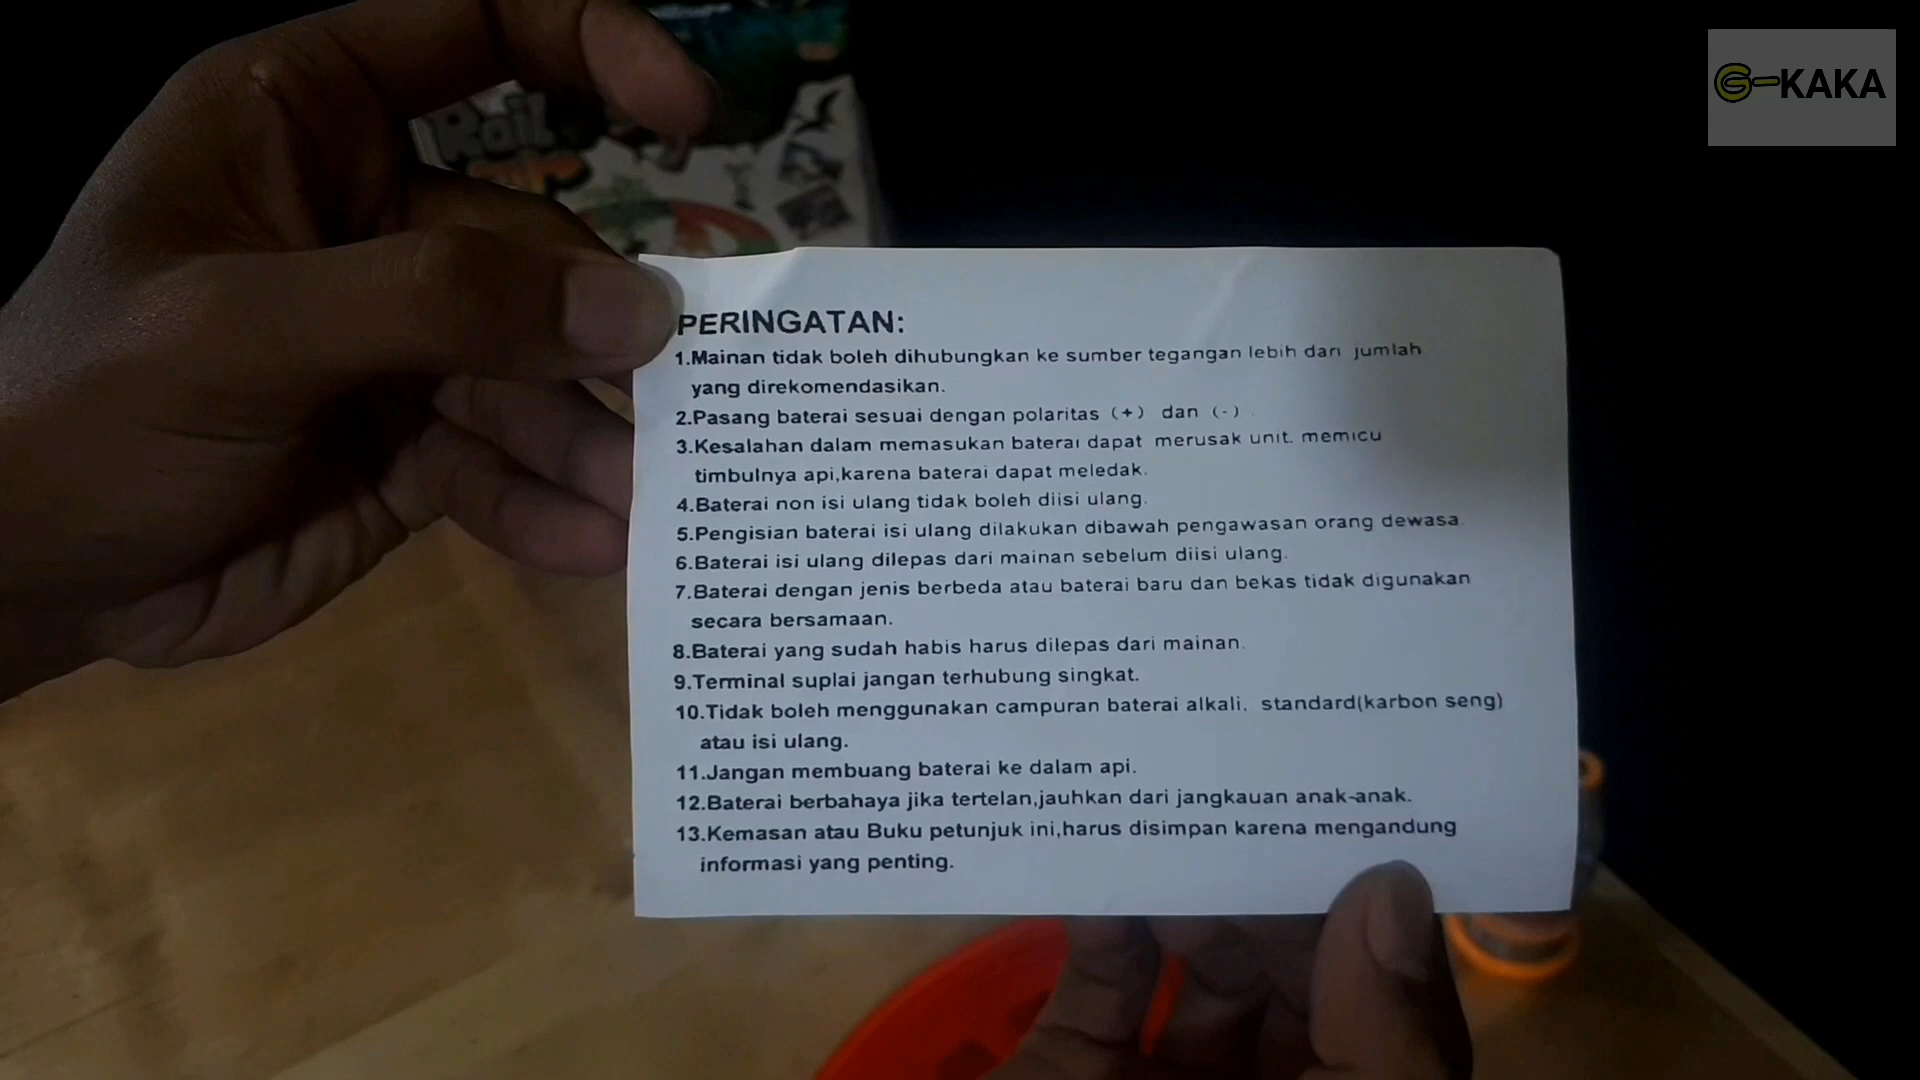 G-KAKA
Rail
PERINGATAN:
1.Mainan tidak boleh dihubungkan ke sumber tegangan lebih dari jumlah
yang direkomendasikan.
2.Pasang baterai sesuai dengan polaritas (+) dan (-) .
3.Kesalahan dalam memasukan baterai dapat merusak unit. memicu
timbulnya api,karena baterai dapat meledak.
4.Baterai non isi ulang tidak boleh diisi ulang.
5.Pengisian baterai isi ulang dilakukan dibawah pengawasan orang dewasa.
6.Baterai isi ulang dilepas dari mainan sebelum diisi ulang.
7.Baterai dengan jenis berbeda atau baterai baru dan bekas tidak digunakan
secara bersamaan.
8.Baterai yang sudah habis harus dilepas dari mainan.
9.Terminal suplai jangan terhubung singkat.
10.Tidak boleh menggunakan campuran baterai alkali, standard(karbon seng)
atau isi ulang.
11.Jangan membuang baterai ke dalam api.
12.Baterai berbahaya jika tertelan,jauhkan dari jangkauan anak-anak.
13.Kemasan atau Buku petunjuk ini,harus disimpan karena mengandung
informasi yang penting.